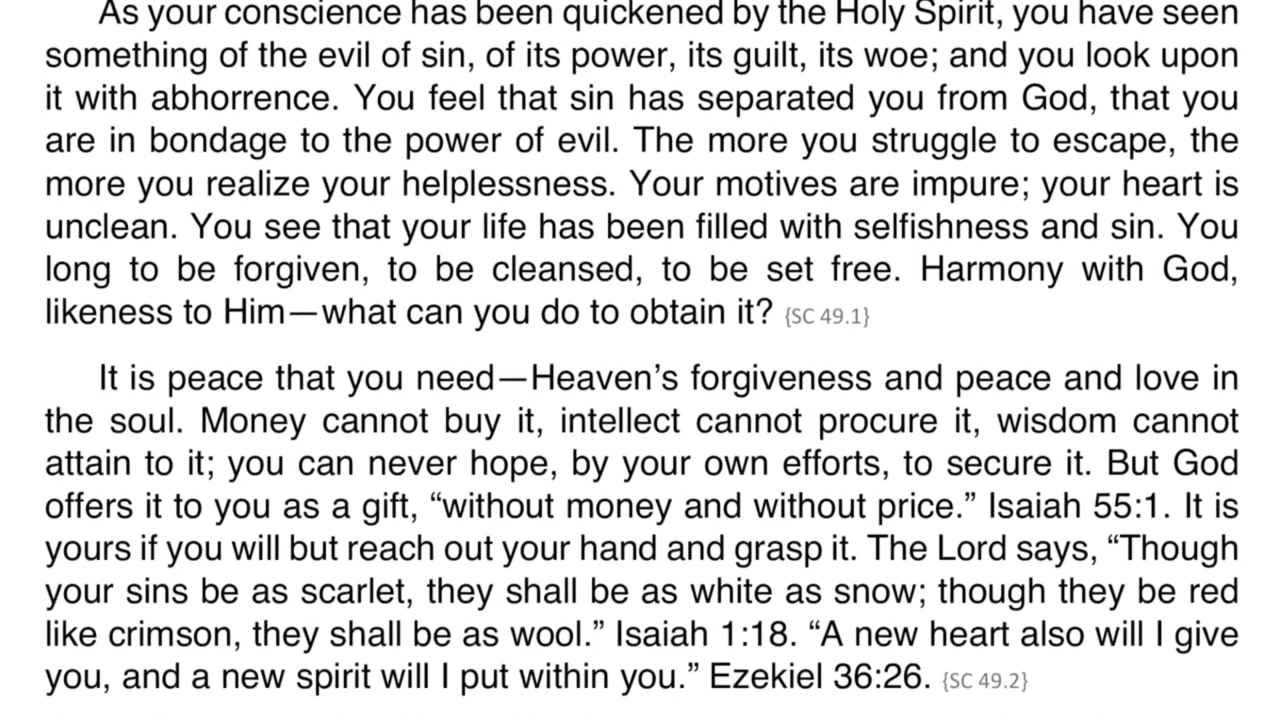 As your conscience has been quickened by the Holy Spirit, you have seen
something of the evil of sin, of its power, its guilt, its woe; and you look upon
it with abhorrence. You feel that sin has separated you from God, that you
are in bondage to the power of evil. The more you struggle to escape, the
more you realize your helplessness. Your motives are impure; your heart is
unclean. You see that your life has been filled with selfishness and sin. You
long to be forgiven, to be cleansed, to be set free. Harmony with God,
likeness to Him—what can you do to obtain it? {SC 49.1}
It is peace that you need—Heaven’s forgiveness and peace and love in
the soul. Money cannot buy it, intellect cannot procure it, wisdom cannot
attain to it; you can never hope, by your own efforts, to secure it. But God
offers it to you as a gift, “without money and without price.” Isaiah 55:1. It is
yours if you will but reach out your hand and grasp it. The Lord says, “Though
your sins be as scarlet, they shall be as white as snow; though they be red
like crimson, they shall be as wool.” Isaiah 1:18. “A new heart also will I give
you, and a new spirit will I put within you.” Ezekiel 36:26. {SC 49.2}